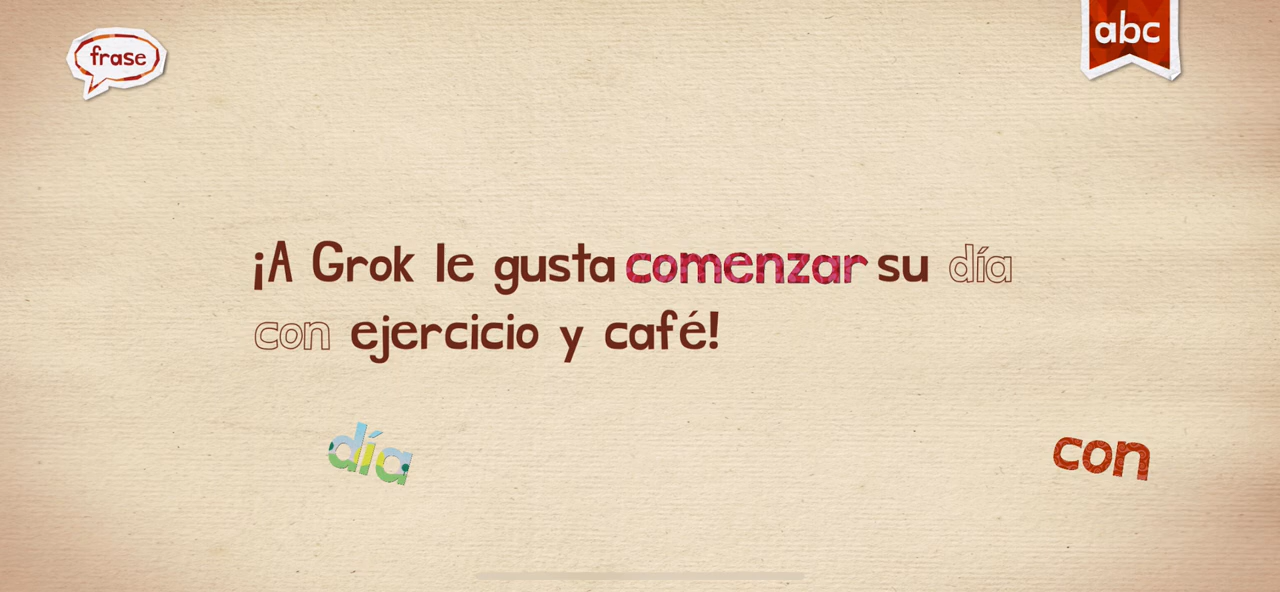 frase
abc
¡A Grok le gusta comenzar su día
con ejercicio y café!
día
con